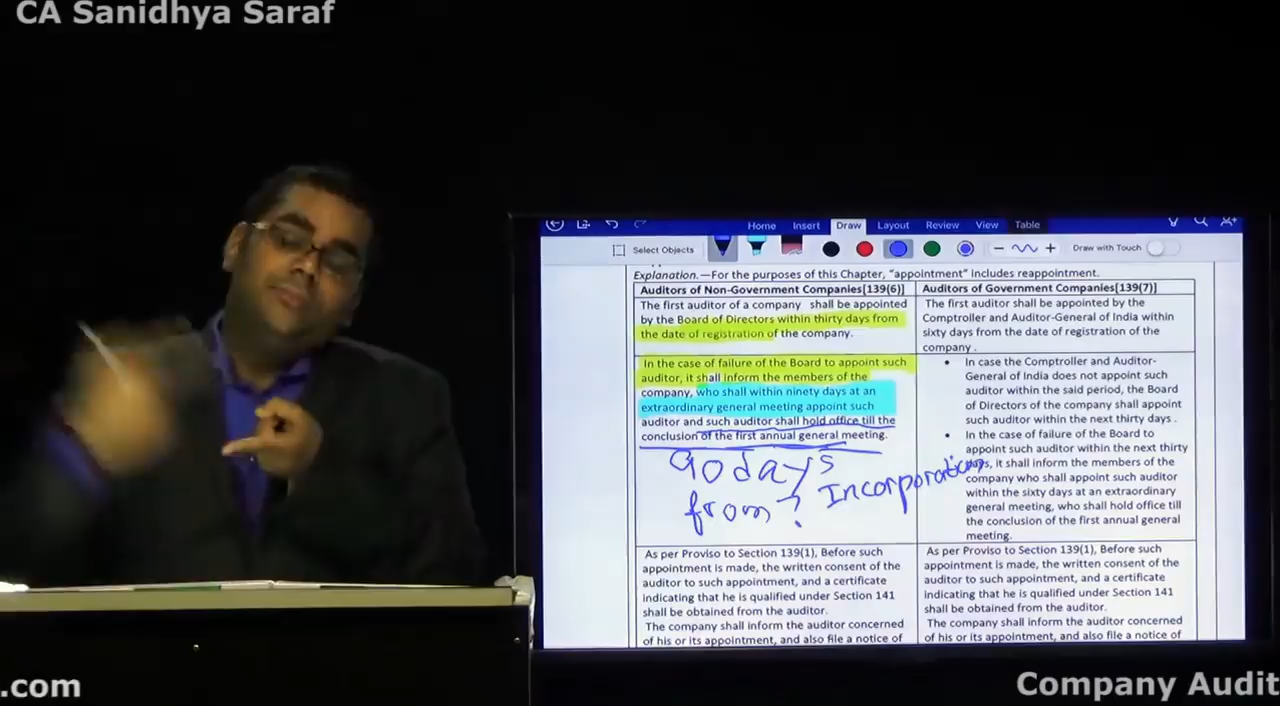 CA Sanidhya Saraf
Home Insert Draw Layout Review View Table
Select Objects
Draw with Touch
Explanation.—For the purposes of this Chapter, "appointment" includes reappointment.
Auditors of Non-Government Companies[139(6)]
The first auditor of a company shall be appointed
by the Board of Directors within thirty days from
the date of registration of the company.
In the case of failure of the Board to appoint such
auditor, it shall inform the members of the
company, who shall within ninety days at an
extraordinary general meeting appoint such
auditor and such auditor shall hold office till the
conclusion of the first annual general meeting.
90 days
from? Incorporation
As per Proviso to Section 139(1), Before such
appointment is made, the written consent of the
auditor to such appointment, and a certificate
indicating that he is qualified under Section 141
shall be obtained from the auditor.
The company shall inform the auditor concerned
of his or its appointment, and also file a notice of
Auditors of Government Companies[139(7)]
The first auditor shall be appointed by the
Comptroller and Auditor-General of India within
sixty days from the date of registration of the
company .
• In case the Comptroller and Auditor-
General of India does not appoint such
auditor within the said period, the Board
of Directors of the company shall appoint
such auditor within the next thirty days .
• In the case of failure of the Board to
appoint such auditor within the next thirty
it shall inform the members of the
company who shall appoint such auditor
within the sixty days at an extraordinary
general meeting, who shall hold office till
the conclusion of the first annual general
meeting.
As per Proviso to Section 139(1), Before such
appointment is made, the written consent of the
auditor to such appointment, and a certificate
indicating that he is qualified under Section 141
shall be obtained from the auditor.
The company shall inform the auditor concerned
of his or its appointment, and also file a notice of
.com
Company Audit